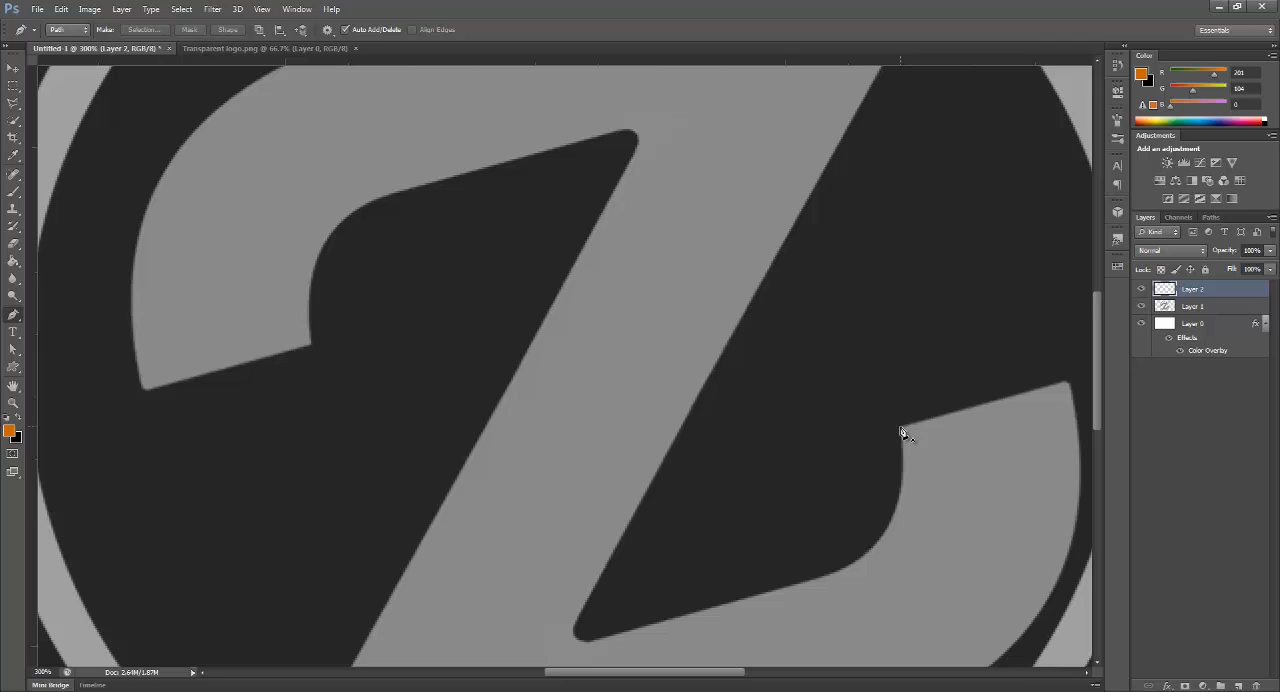 Ps File Edit Image Layer Type Select Filter 3D View Window Help
Path Make: Selection... Mask Shape Auto Add/Delete Align Edges Essentials
Untitled-1 @ 300% (Layer 2, RGB/8) * × Transparent logo.png @ 66.7% (Layer 0, RGB/8) ×
Color
R 201
G 104
B 0
Adjustments
Add an adjustment
Layers Channels Paths
Kind
Normal Opacity: 100%
Lock: Fill: 100%
Layer 2
Layer 1
Layer 0 fx
Effects
Color Overlay
300% Doc: 2.64M/1.87M
Mini Bridge Timeline